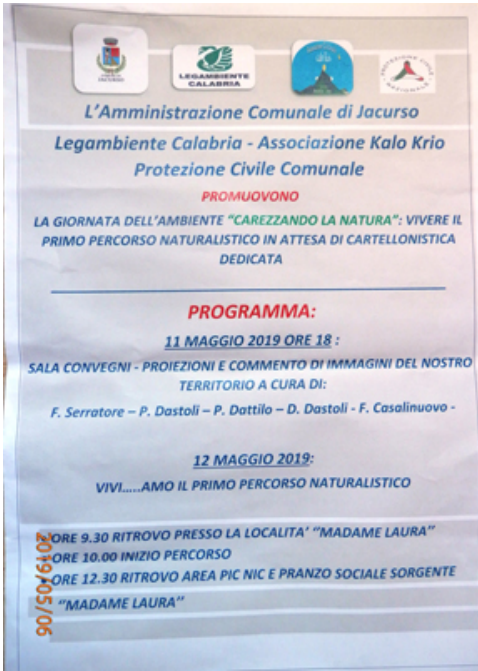 JACURSO
LEGAMBIENTE
CALABRIA
PROTEZIONE CIVILE
NAZIONALE
L'Amministrazione Comunale di Jacurso
Legambiente Calabria - Associazione Kalo Krio
Protezione Civile Comunale
PROMUOVONO
LA GIORNATA DELL'AMBIENTE "CAREZZANDO LA NATURA": VIVERE IL
PRIMO PERCORSO NATURALISTICO IN ATTESA DI CARTELLONISTICA
DEDICATA
PROGRAMMA:
11 MAGGIO 2019 ORE 18 :
SALA CONVEGNI - PROIEZIONI E COMMENTO DI IMMAGINI DEL NOSTRO
TERRITORIO A CURA DI:
F. Serratore – P. Dastoli – P. Dattilo – D. Dastoli - F. Casalinuovo -
12 MAGGIO 2019:
VIVI.....AMO IL PRIMO PERCORSO NATURALISTICO
ORE 9.30 RITROVO PRESSO LA LOCALITA' "MADAME LAURA"
ORE 10.00 INIZIO PERCORSO
ORE 12.30 RITROVO AREA PIC NIC E PRANZO SOCIALE SORGENTE
"MADAME LAURA"
2019/05/06